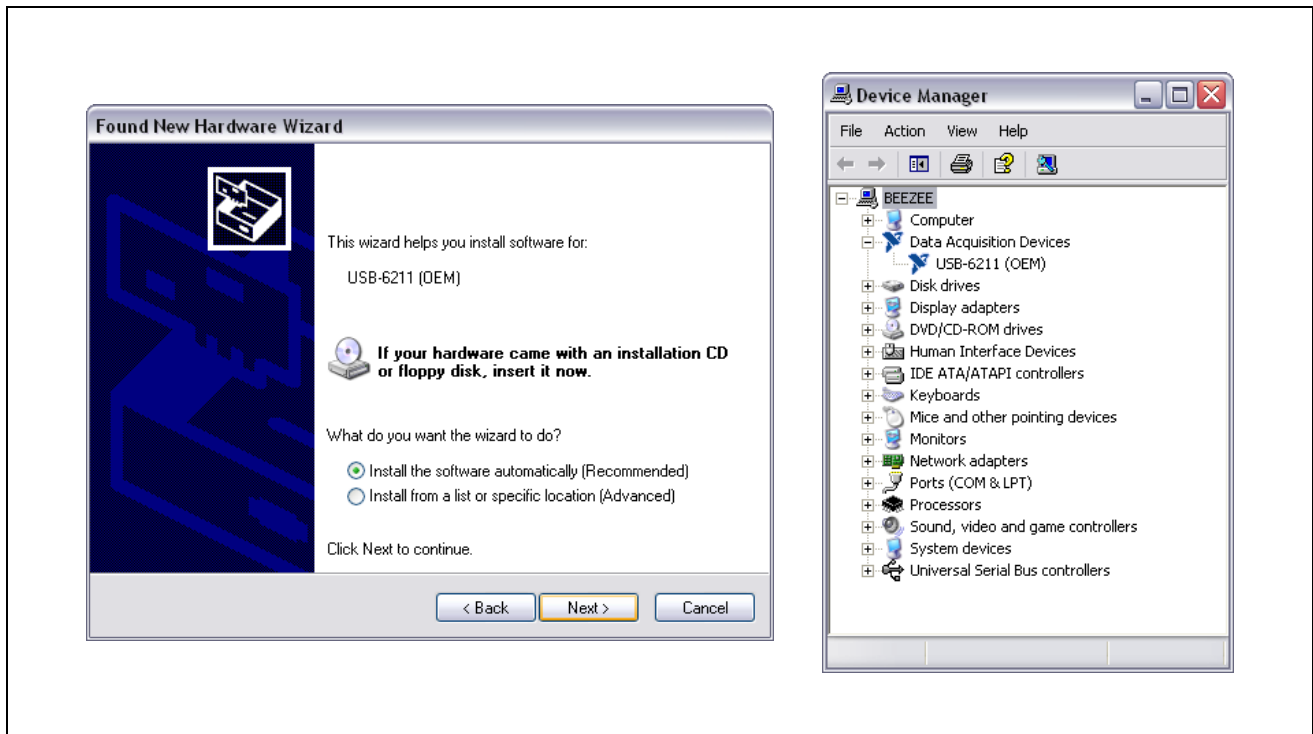 Found New Hardware Wizard
This wizard helps you install software for:
USB-6211 (OEM)
If your hardware came with an installation CD
or floppy disk, insert it now.
What do you want the wizard to do?
Install the software automatically (Recommended)
Install from a list or specific location (Advanced)
Click Next to continue.
< Back Next > Cancel
Device Manager
File Action View Help
BEEZEE
Computer
Data Acquisition Devices
USB-6211 (OEM)
Disk drives
Display adapters
DVD/CD-ROM drives
Human Interface Devices
IDE ATA/ATAPI controllers
Keyboards
Mice and other pointing devices
Monitors
Network adapters
Ports (COM & LPT)
Processors
Sound, video and game controllers
System devices
Universal Serial Bus controllers